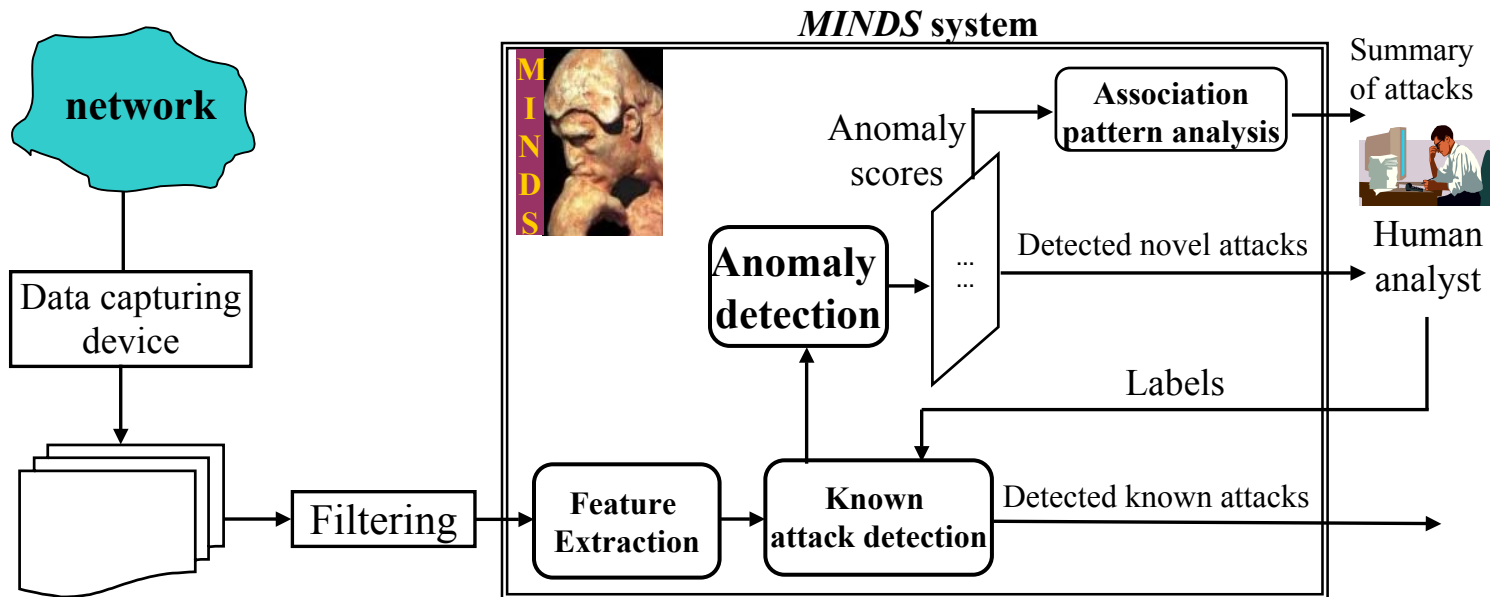 MINDS system
network
M
I
N
D
S
Summary
of attacks
Association
pattern analysis
Anomaly
scores
Human
analyst
Detected novel attacks
...
...
Anomaly
detection
Data capturing
device
Labels
Filtering
Feature
Extraction
Known
attack detection
Detected known attacks